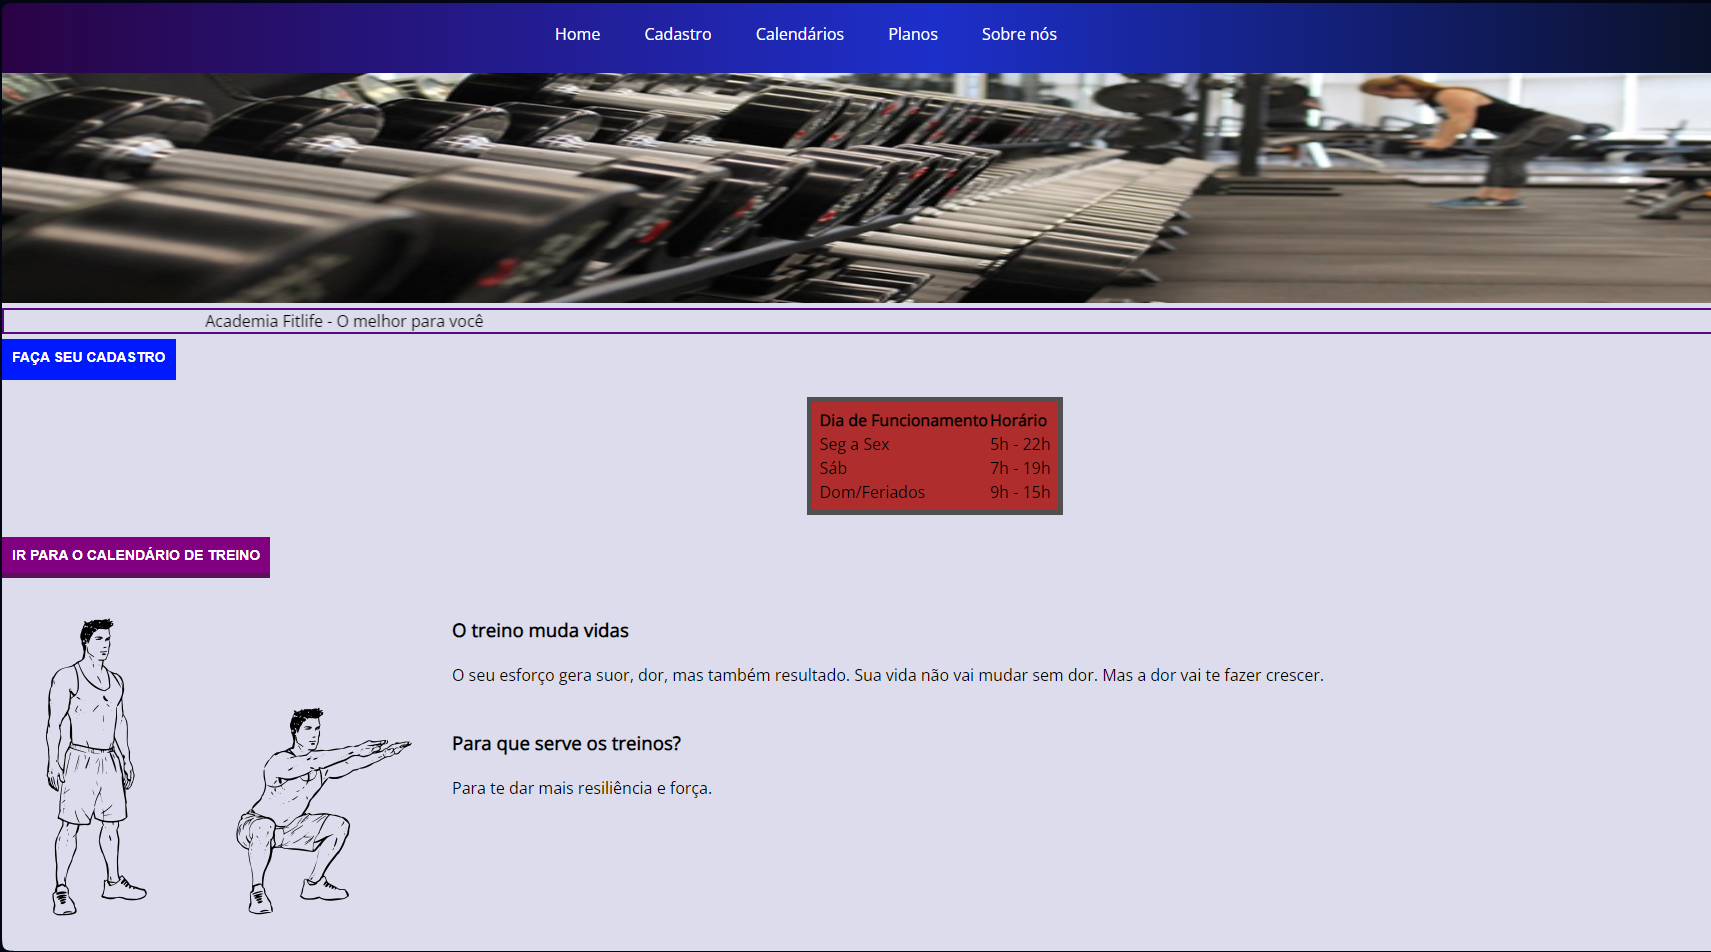 Home Cadastro Calendários Planos Sobre nós
Academia Fitlife - O melhor para você
FAÇA SEU CADASTRO
Dia de Funcionamento Horário
Seg a Sex 5h - 22h
Sáb 7h - 19h
Dom/Feriados 9h - 15h
IR PARA O CALENDÁRIO DE TREINO
O treino muda vidas
O seu esforço gera suor, dor, mas também resultado. Sua vida não vai mudar sem dor. Mas a dor vai te fazer crescer.
Para que serve os treinos?
Para te dar mais resiliência e força.